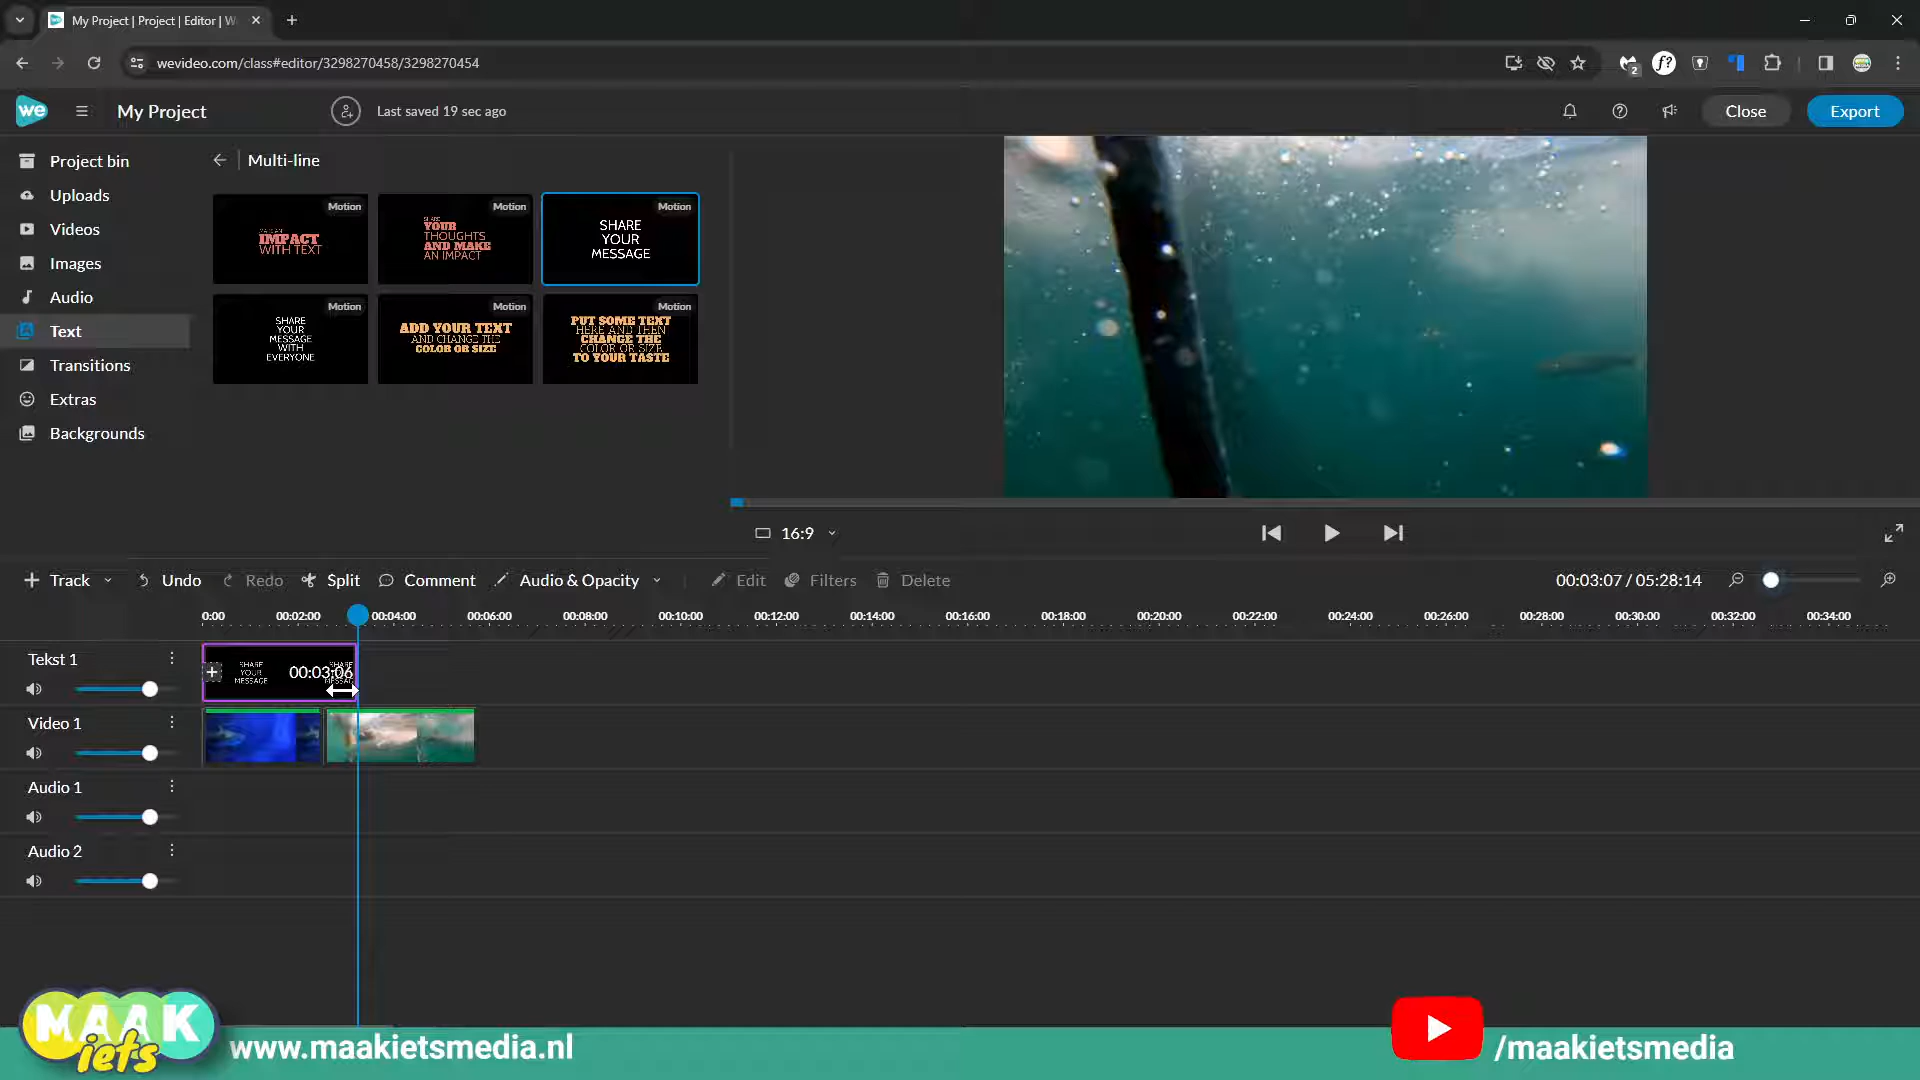 My Project | Project | Editor | W
wevideo.com/class#editor/3298270458/3298270454
2
f?
we
My Project
Last saved 19 sec ago
Close
Export
Project bin
Uploads
Videos
Images
Audio
Text
Transitions
Extras
Backgrounds
Multi-line
Motion
IMPACT
WITH TEXT
Motion
SHARE
YOUR
THOUGHTS
AND MAKE
AN IMPACT
Motion
SHARE
YOUR
MESSAGE
Motion
SHARE
YOUR
MESSAGE
WITH
EVERYONE
Motion
ADD YOUR TEXT
AND CHANGE THE
COLOR OR SIZE
Motion
PUT SOME TEXT
HERE AND THEN
CHANGE THE
COLOR OR SIZE
TO YOUR TASTE
16:9
Track
Undo
Redo
Split
Comment
Audio & Opacity
Edit
Filters
Delete
00:03:07 / 05:28:14
0:00 00:02:00 00:04:00 00:06:00 00:08:00 00:10:00 00:12:00 00:14:00 00:16:00 00:18:00 00:20:00 00:22:00 00:24:00 00:26:00 00:28:00 00:30:00 00:32:00 00:34:00
Tekst 1
SHARE
YOUR
MESSAGE
00:03:06
Video 1
Audio 1
Audio 2
MAAK
iets
www.maakietsmedia.nl
/maakietsmedia